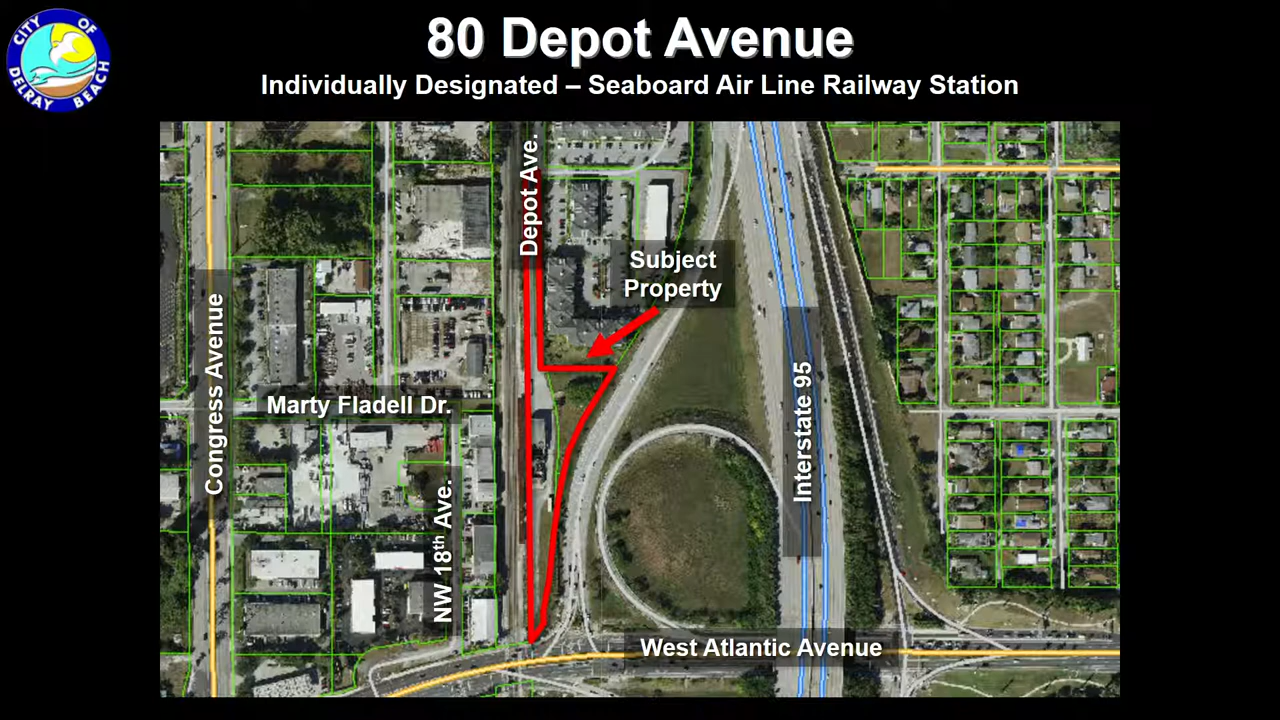 CITY OF
DELRAY BEACH
80 Depot Avenue
Individually Designated – Seaboard Air Line Railway Station
Depot Ave.
Subject
Property
Congress Avenue
Marty Fladell Dr.
Interstate 95
NW 18th Ave.
West Atlantic Avenue